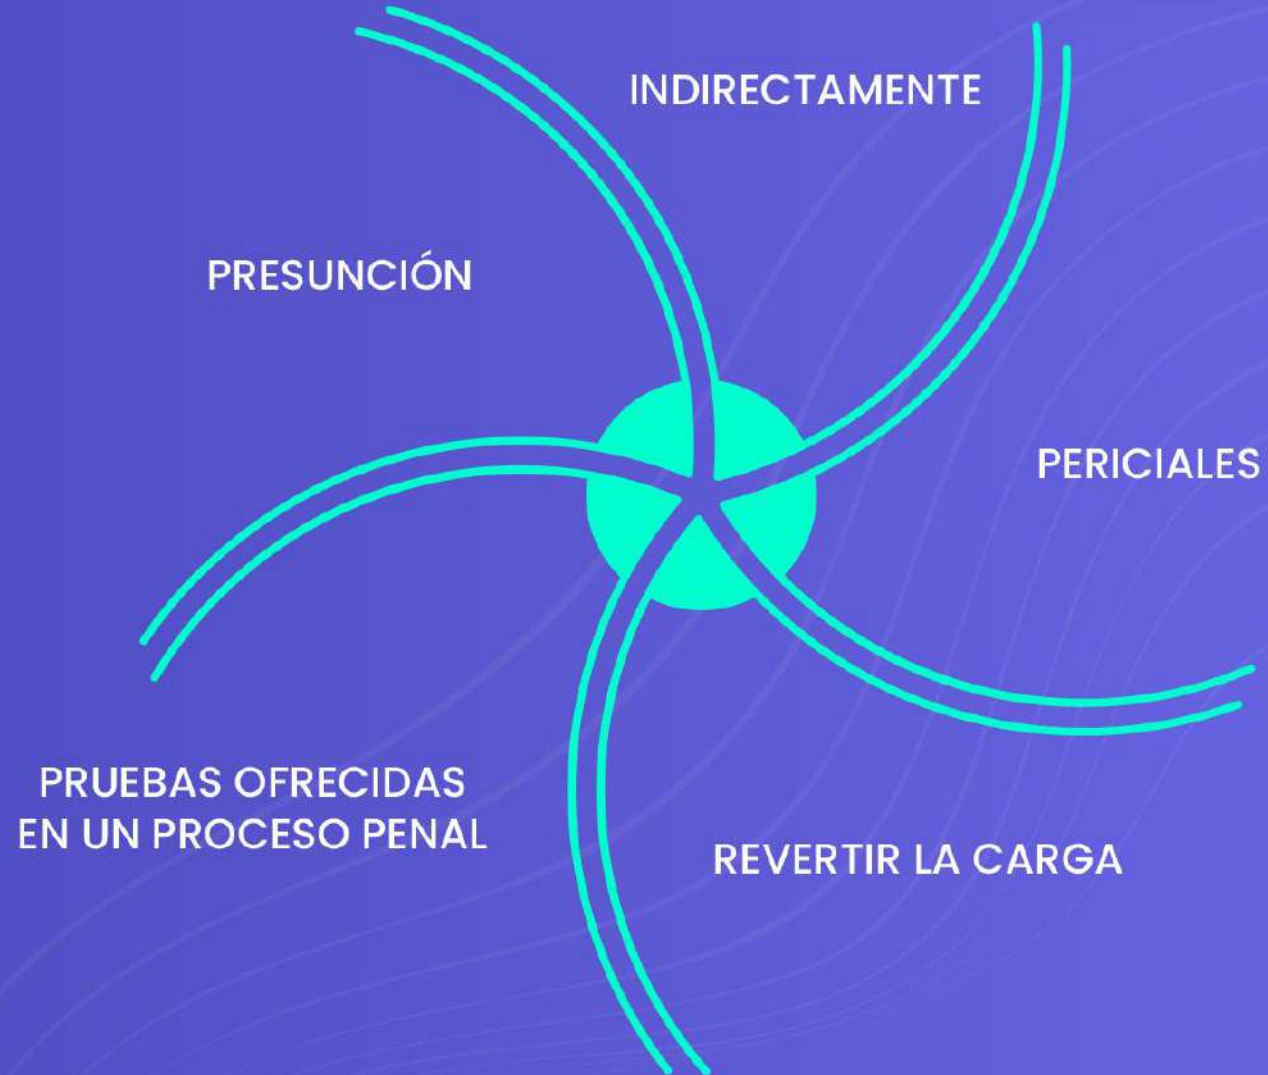 INDIRECTAMENTE
PRESUNCIÓN
PERICIALES
PRUEBAS OFRECIDAS
EN UN PROCESO PENAL
REVERTIR LA CARGA